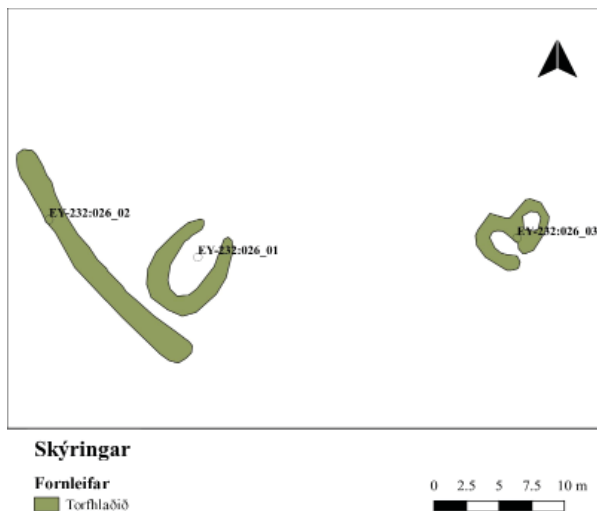 EY-232:026_02
EY-232:026_01
EY-232:026_03
Skýringar
Fornleifar
Torfhlaðið
0 2.5 5 7.5 10 m